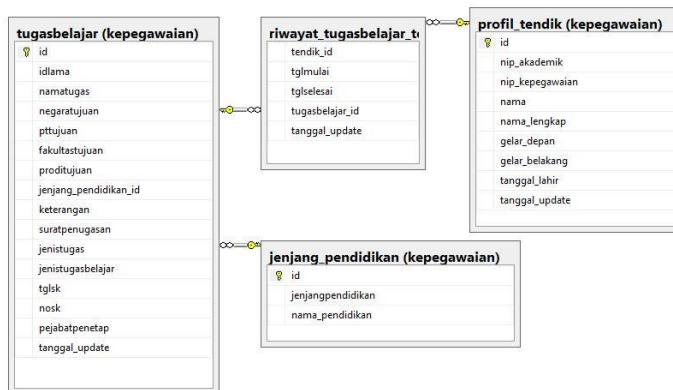 tugasbelajar (kepegawaian)
id
idlama
namatugas
negaratujuan
pttujuan
fakultastujuan
proditujuan
jenjang_pendidikan_id
keterangan
suratpenugasan
jenistugas
jenistugasbelajar
tglsk
nosk
pejabatpenetap
tanggal_update
riwayat_tugasbelajar_te
tendik_id
tglmulai
tglselesai
tugasbelajar_id
tanggal_update
profil_tendik (kepegawaian)
id
nip_akademik
nip_kepegawaian
nama
nama_lengkap
gelar_depan
gelar_belakang
tanggal_lahir
tanggal_update
jenjang_pendidikan (kepegawaian)
id
jenjangpendidikan
nama_pendidikan